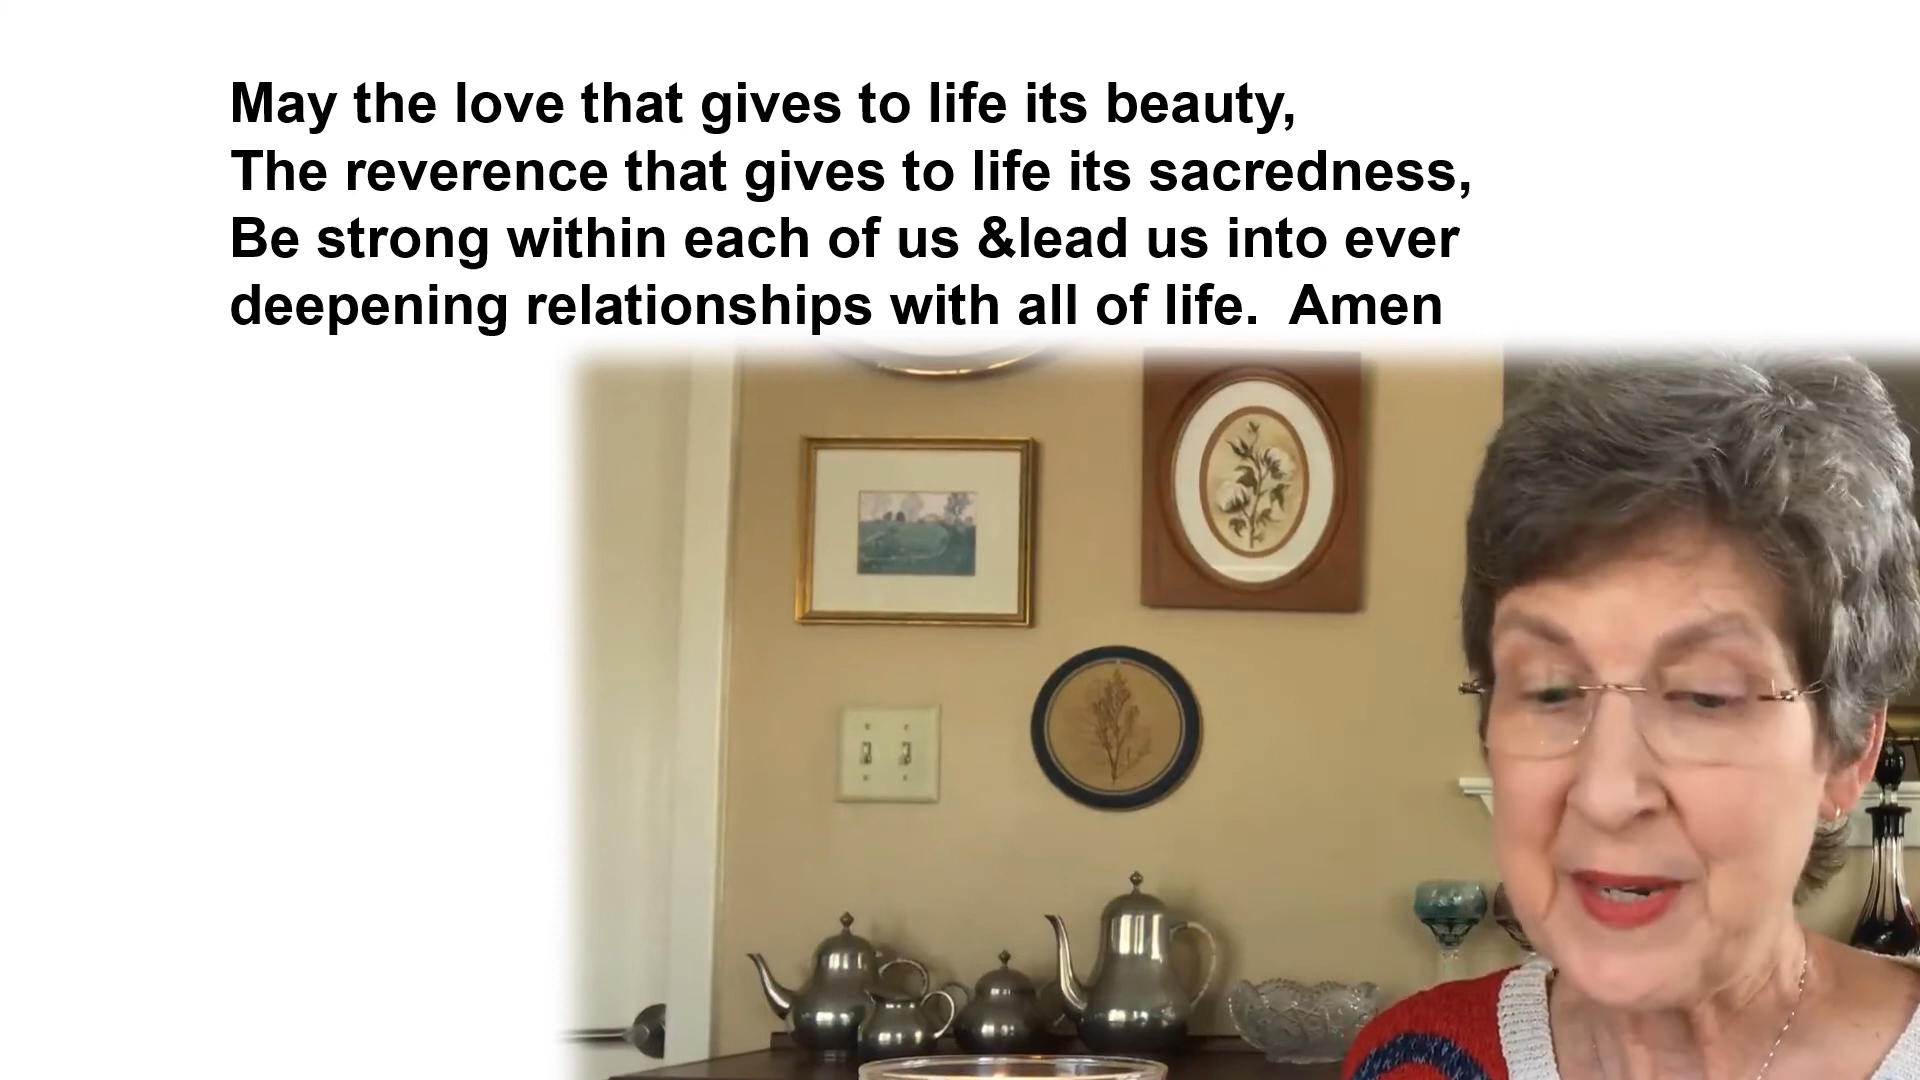 May the love that gives to life its beauty,
The reverence that gives to life its sacredness,
Be strong within each of us &lead us into ever
deepening relationships with all of life.  Amen